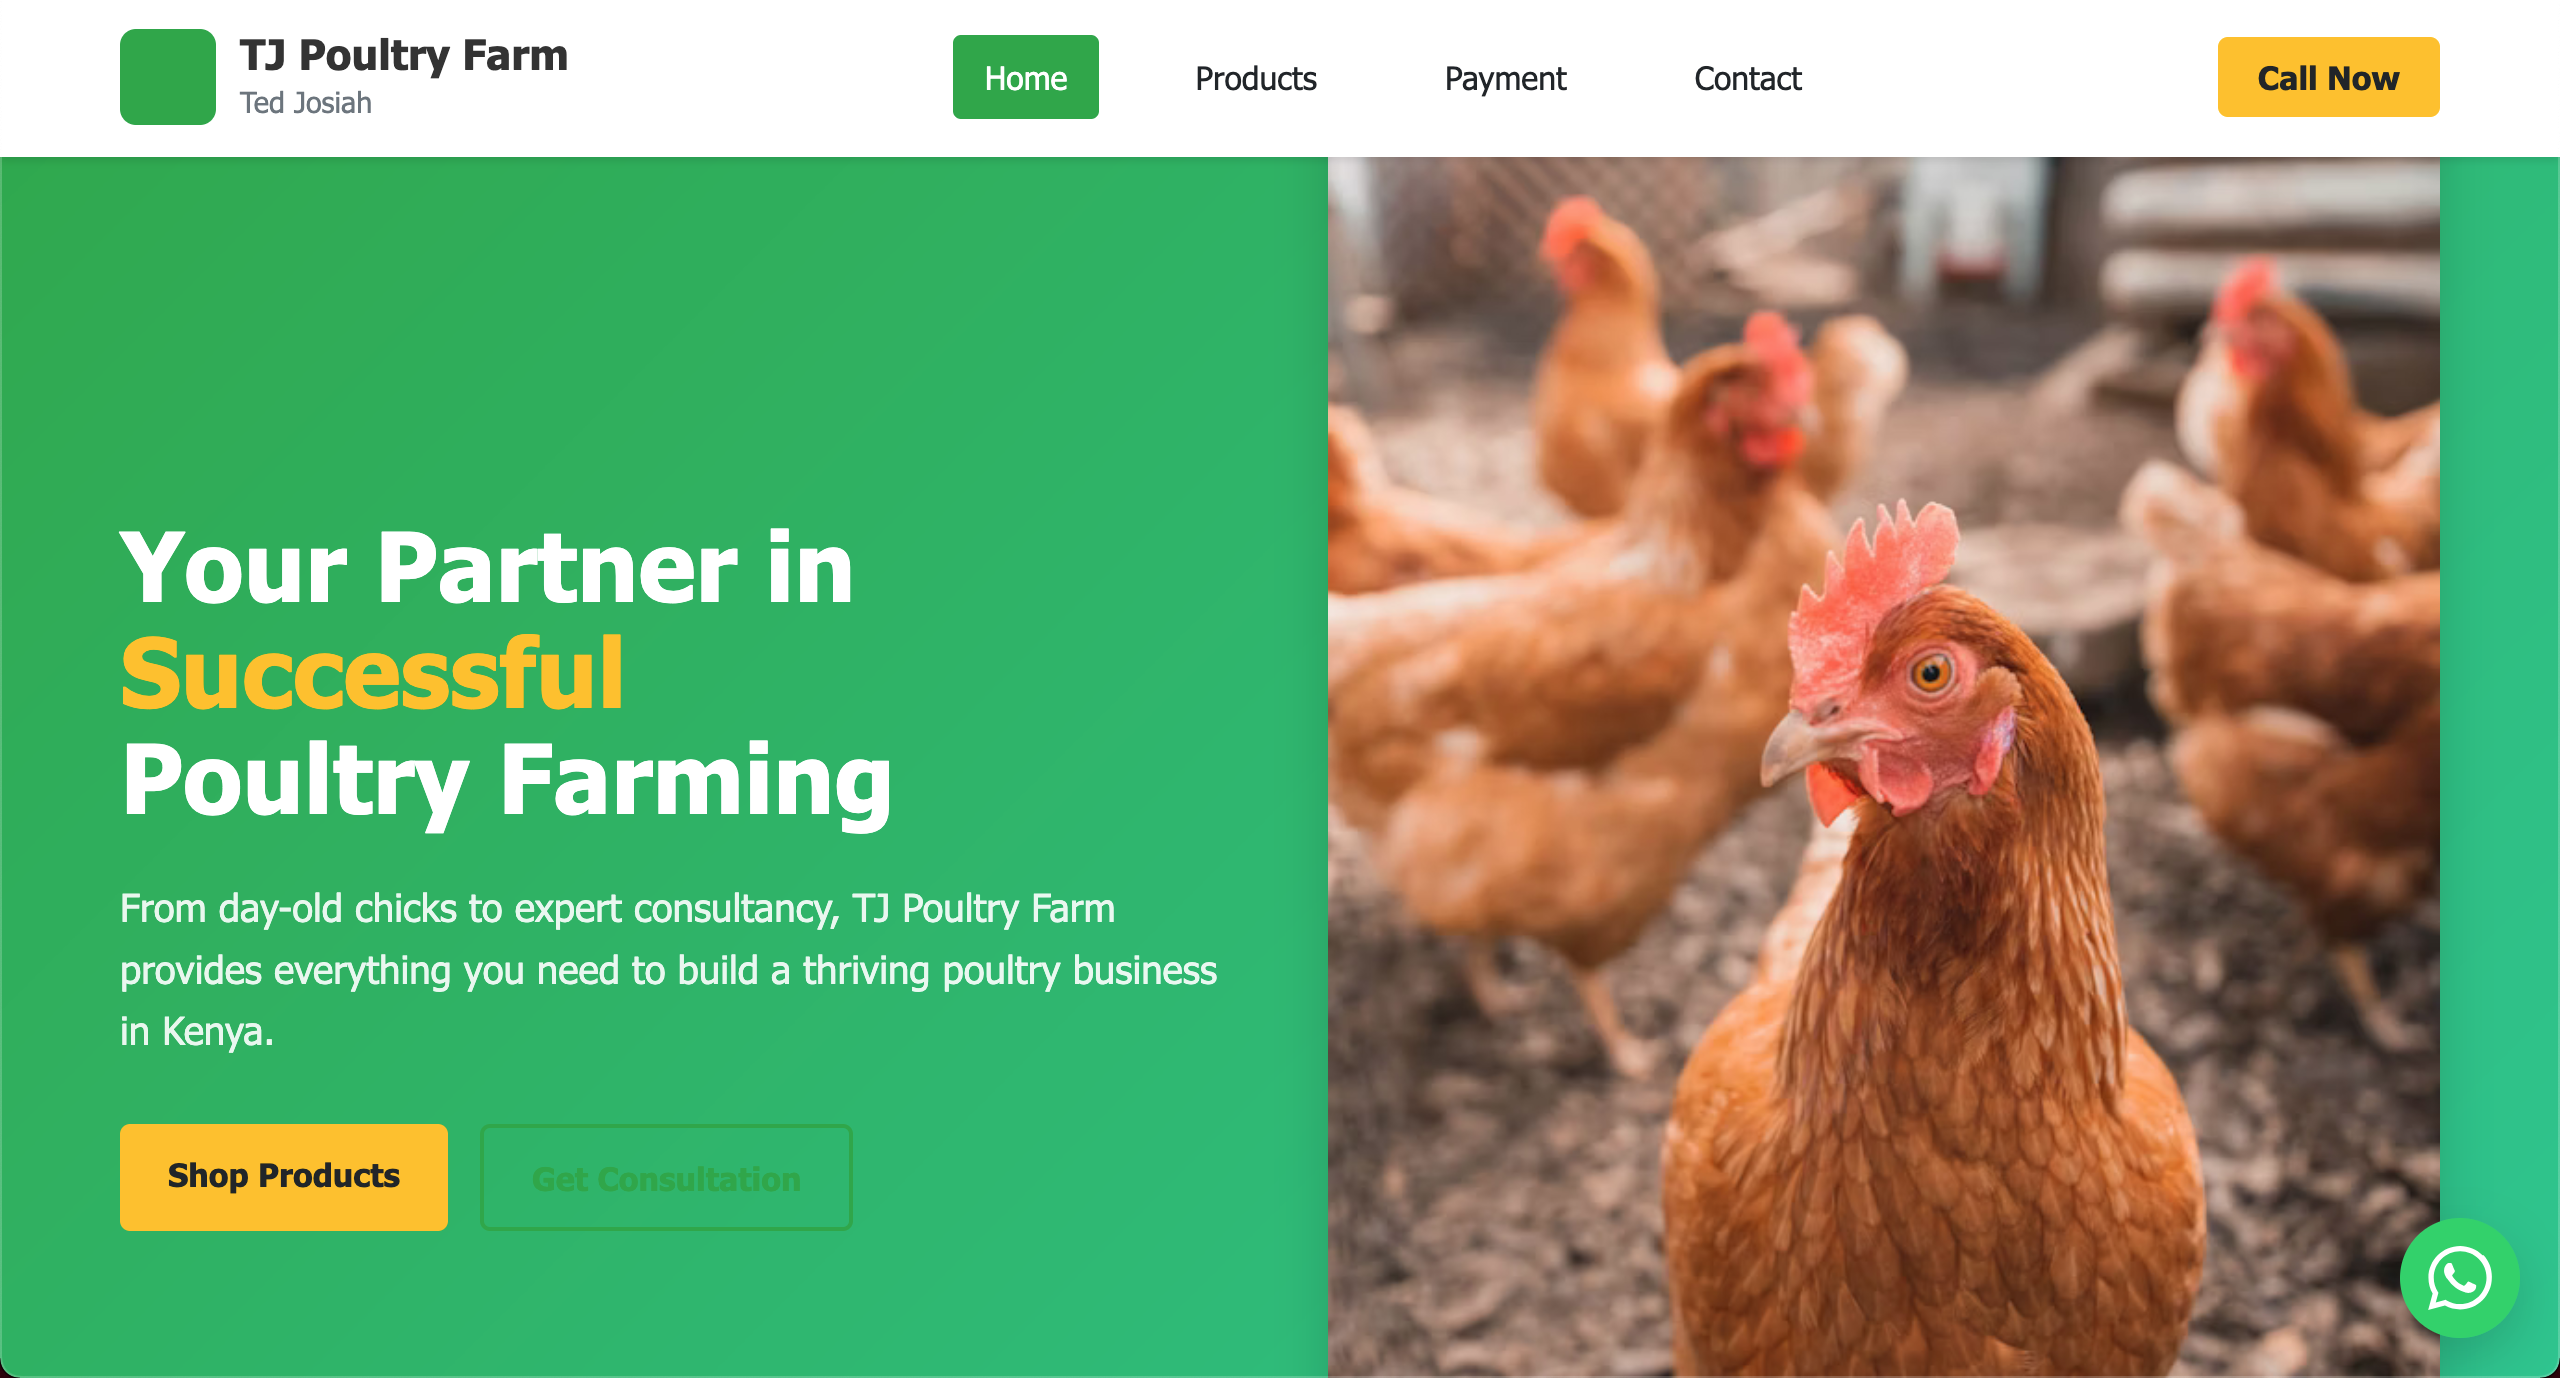 TJ Poultry Farm
Ted Josiah
Home
Products
Payment
Contact
Call Now
Your Partner in
Successful
Poultry Farming
From day-old chicks to expert consultancy, TJ Poultry Farm
provides everything you need to build a thriving poultry business
in Kenya.
Shop Products
Get Consultation